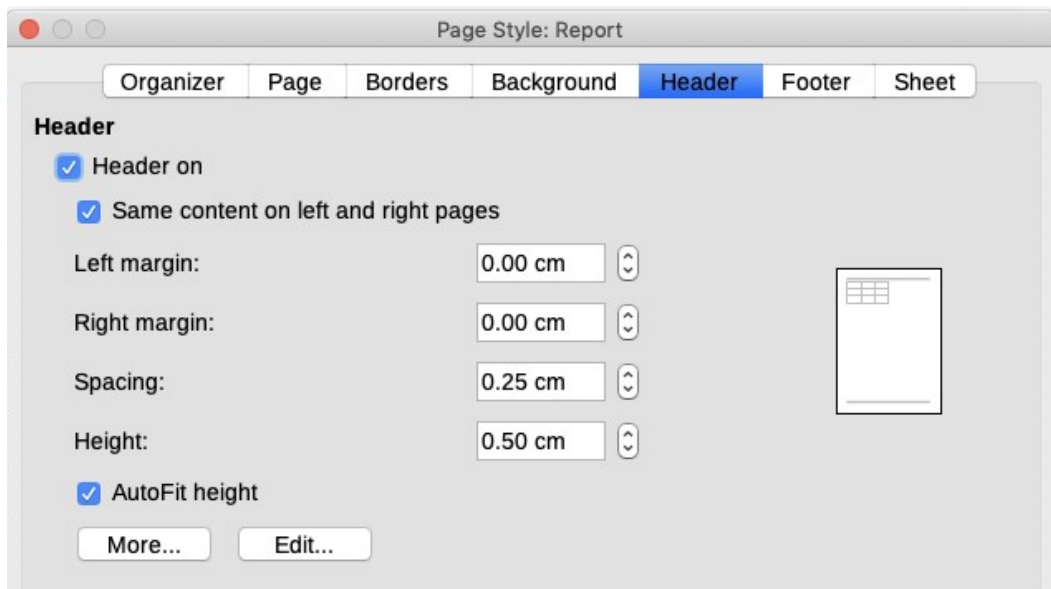 Page Style: Report
Organizer Page Borders Background Header Footer Sheet
Header
Header on
Same content on left and right pages
Left margin: 0.00 cm
Right margin: 0.00 cm
Spacing: 0.25 cm
Height: 0.50 cm
AutoFit height
More... Edit...